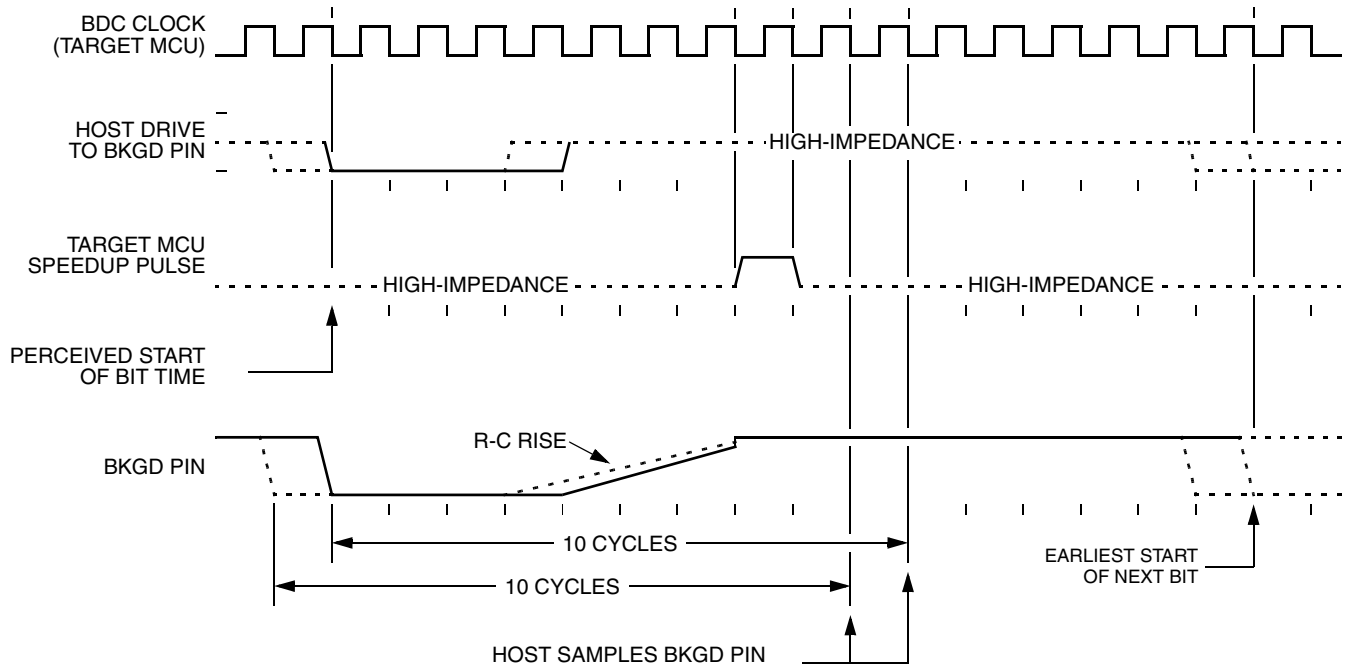 BDC CLOCK
(TARGET MCU)
HOST DRIVE
TO BKGD PIN
HIGH-IMPEDANCE
TARGET MCU
SPEEDUP PULSE
HIGH-IMPEDANCE
HIGH-IMPEDANCE
PERCEIVED START
OF BIT TIME
R-C RISE
BKGD PIN
10 CYCLES
10 CYCLES
EARLIEST START
OF NEXT BIT
HOST SAMPLES BKGD PIN